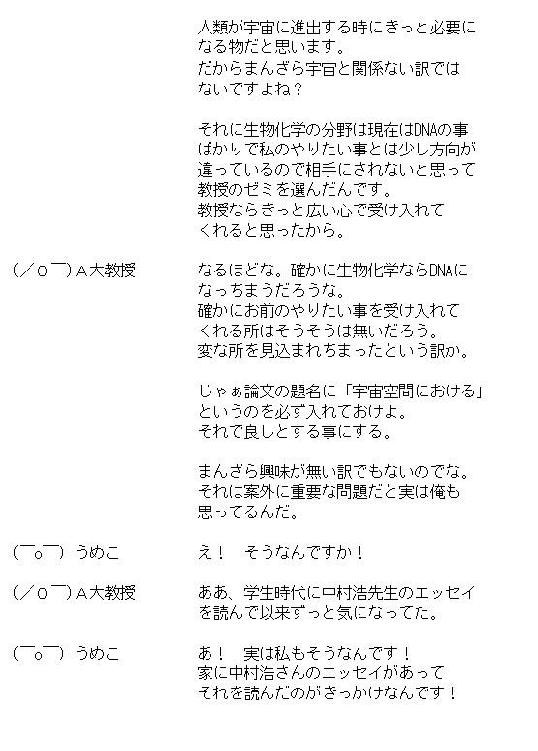 人類が宇宙に進出する時にきっと必要に
なる物だと思います。
だからまんざら宇宙と関係ない訳では
ないですよね？
それに生物化学の分野は現在はDNAの事
ばかりで私のやりたい事とは少し方向が
違っているので相手にされないと思って
教授のゼミを選んだんです。
教授ならきっと広い心で受け入れて
くれると思ったから。
(／０￣)Ａ大教授 なるほどな。確かに生物化学ならDNAに
なっちまうだろうな。
確かにお前のやりたい事を受け入れて
くれる所はそうそうは無いだろう。
変な所を見込まれちまったという訳か。
じゃぁ論文の題名に「宇宙空間における」
というのを必ず入れておけよ。
それで良しとする事にする。
まんざら興味が無い訳でもないのでな。
それに案外に重要な問題だと実は俺も
思ってるんだ。
(￣o￣) うめこ え！　そうなんですか！
(／０￣)Ａ大教授 ああ、学生時代に中村浩先生のエッセイ
を読んで以来ずっと気になってた。
(￣o￣) うめこ あ！　実は私もそうなんです！
家に中村浩さんのエッセイがあって
それを読んだのがきっかけなんです！